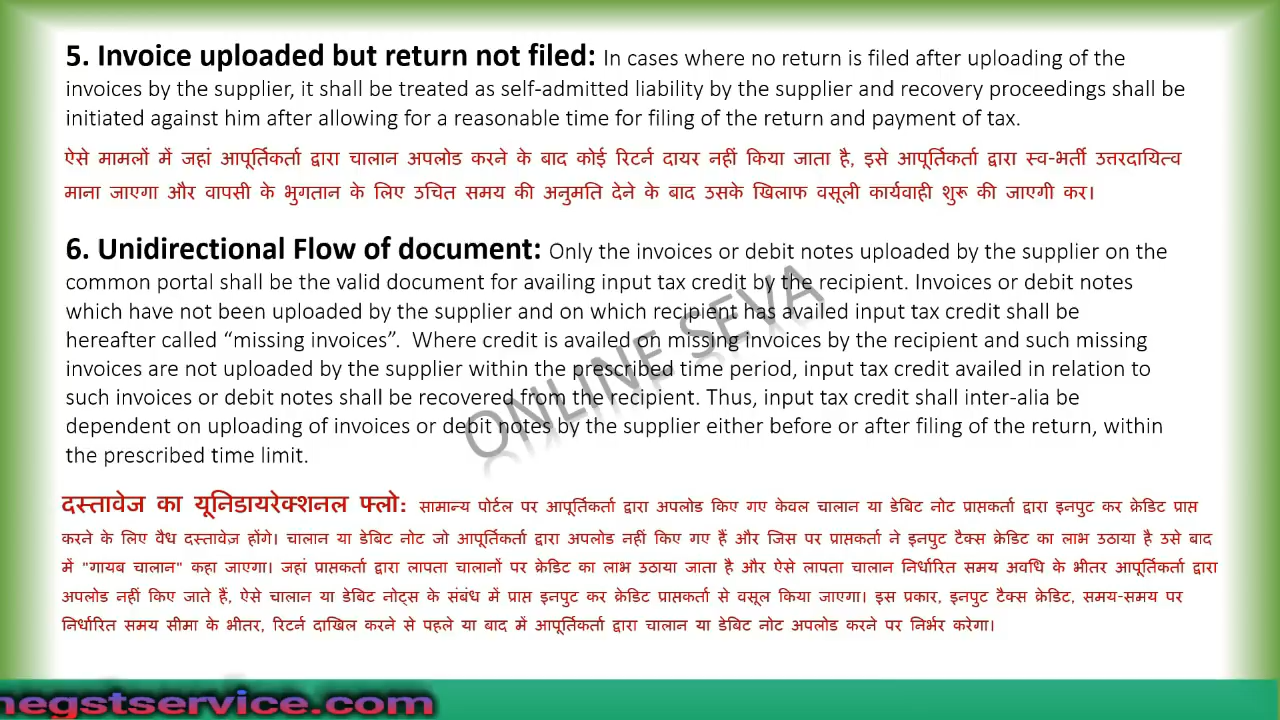 5. Invoice uploaded but return not filed: In cases where no return is filed after uploading of the
invoices by the supplier, it shall be treated as self-admitted liability by the supplier and recovery proceedings shall be
initiated against him after allowing for a reasonable time for filing of the return and payment of tax.
ऐसे मामलों में जहां आपूर्तिकर्ता द्वारा चालान अपलोड करने के बाद कोई रिटर्न दायर नहीं किया जाता है, इसे आपूर्तिकर्ता द्वारा स्व-भर्ती उत्तरदायित्व
माना जाएगा और वापसी के भुगतान के लिए उचित समय की अनुमति देने के बाद उसके खिलाफ वसूली कार्यवाही शुरू की जाएगी कर।
6. Unidirectional Flow of document: Only the invoices or debit notes uploaded by the supplier on the
common portal shall be the valid document for availing input tax credit by the recipient. Invoices or debit notes
which have not been uploaded by the supplier and on which recipient has availed input tax credit shall be
hereafter called “missing invoices”. Where credit is availed on missing invoices by the recipient and such missing
invoices are not uploaded by the supplier within the prescribed time period, input tax credit availed in relation to
such invoices or debit notes shall be recovered from the recipient. Thus, input tax credit shall inter-alia be
dependent on uploading of invoices or debit notes by the supplier either before or after filing of the return, within
the prescribed time limit.
ONLINE SEVA
दस्तावेज का यूनिडायरेक्शनल फ्लो: सामान्य पोर्टल पर आपूर्तिकर्ता द्वारा अपलोड किए गए केवल चालान या डेबिट नोट प्राप्तकर्ता द्वारा इनपुट कर क्रेडिट प्राप्त
करने के लिए वैध दस्तावेज़ होंगे। चालान या डेबिट नोट जो आपूर्तिकर्ता द्वारा अपलोड नहीं किए गए हैं और जिस पर प्राप्तकर्ता ने इनपुट टैक्स क्रेडिट का लाभ उठाया है उसे बाद
में "गायब चालान" कहा जाएगा। जहां प्राप्तकर्ता द्वारा लापता चालानों पर क्रेडिट का लाभ उठाया जाता है और ऐसे लापता चालान निर्धारित समय अवधि के भीतर आपूर्तिकर्ता द्वारा
अपलोड नहीं किए जाते हैं, ऐसे चालान या डेबिट नोट्स के संबंध में प्राप्त इनपुट कर क्रेडिट प्राप्तकर्ता से वसूल किया जाएगा। इस प्रकार, इनपुट टैक्स क्रेडिट, समय-समय पर
निर्धारित समय सीमा के भीतर, रिटर्न दाखिल करने से पहले या बाद में आपूर्तिकर्ता द्वारा चालान या डेबिट नोट अपलोड करने पर निर्भर करेगा।
negstservice.com